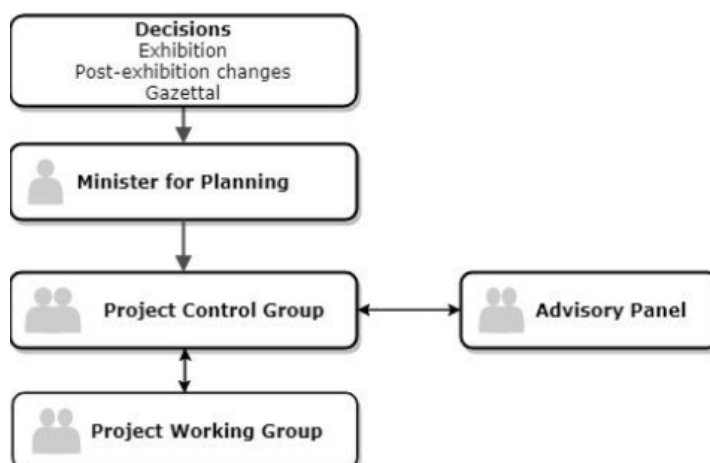 Decisions
Exhibition
Post-exhibition changes
Gazettal
Minister for Planning
Project Control Group
Advisory Panel
Project Working Group